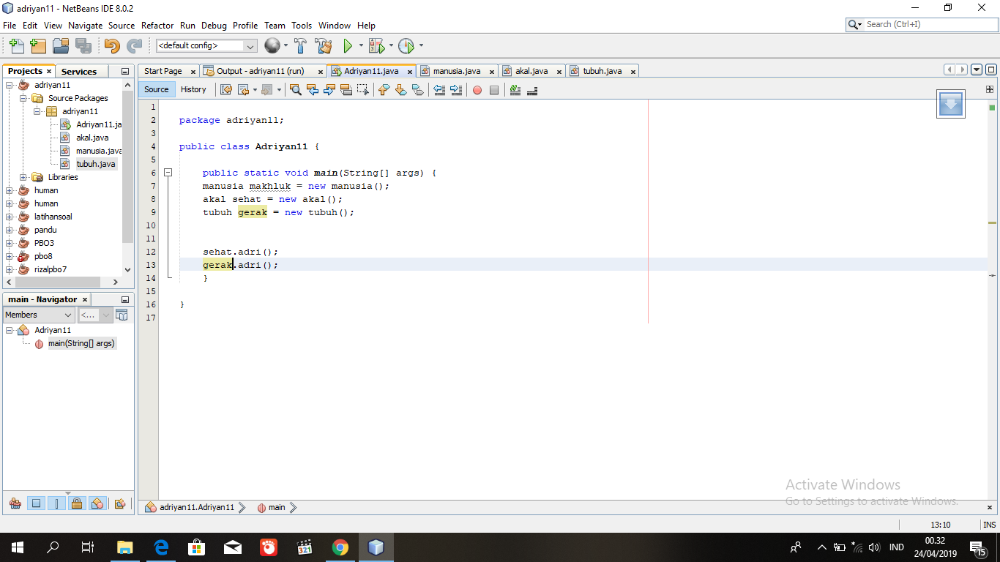 adriyan11 - NetBeans IDE 8.0.2
File Edit View Navigate Source Refactor Run Debug Profile Team Tools Window Help
Search (Ctrl+I)
<default config>
Projects Services
Start Page Output - adriyan11 (run) Adriyan11.java manusia.java akal.java tubuh.java
Source History
adriyan11
Source Packages
adriyan11
Adriyan11.ja
akal.java
manusia.java
tubuh.java
Libraries
human
human
latihansoal
pandu
PBO3
pbo8
rizalpbo7
1
2 package adriyan11;
3
4 public class Adriyan11 {
5
6 public static void main(String[] args) {
7 manusia makhluk = new manusia();
8 akal sehat = new akal();
9 tubuh gerak = new tubuh();
10
11
12 sehat.adri();
13 gerak.adri();
14 }
15
16 }
17
main - Navigator
Members <...
Adriyan11
main(String[] args)
Activate Windows
Go to Settings to activate Windows.
adriyan11.Adriyan11 main
13:10 INS
321
IND
00.32
24/04/2019
15